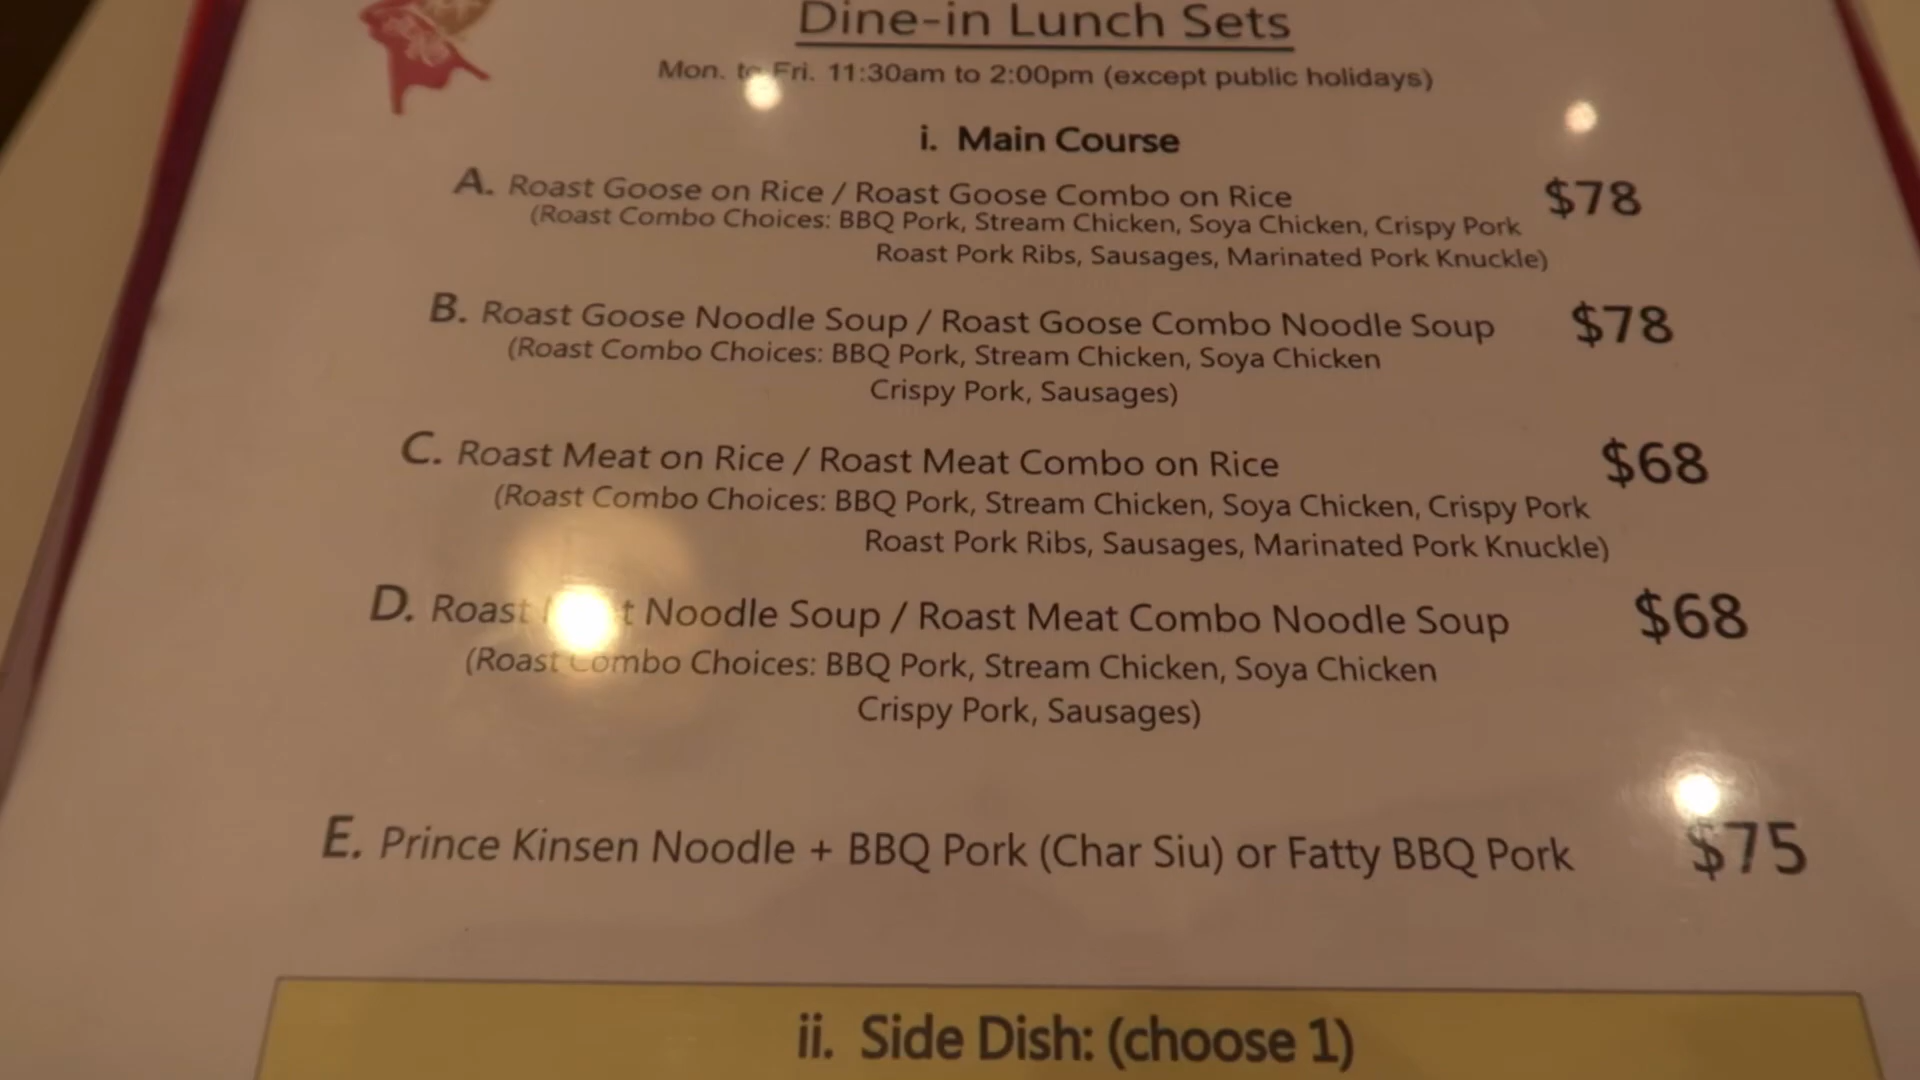 Dine-in Lunch Sets
Mon. to Fri. 11:30am to 2:00pm (except public holidays)
i. Main Course
A. Roast Goose on Rice / Roast Goose Combo on Rice $78
(Roast Combo Choices: BBQ Pork, Stream Chicken, Soya Chicken, Crispy Pork
Roast Pork Ribs, Sausages, Marinated Pork Knuckle)
B. Roast Goose Noodle Soup / Roast Goose Combo Noodle Soup $78
(Roast Combo Choices: BBQ Pork, Stream Chicken, Soya Chicken
Crispy Pork, Sausages)
C. Roast Meat on Rice / Roast Meat Combo on Rice $68
(Roast Combo Choices: BBQ Pork, Stream Chicken, Soya Chicken, Crispy Pork
Roast Pork Ribs, Sausages, Marinated Pork Knuckle)
D. Roast Noodle Soup / Roast Meat Combo Noodle Soup $68
(Roast Combo Choices: BBQ Pork, Stream Chicken, Soya Chicken
Crispy Pork, Sausages)
E. Prince Kinsen Noodle + BBQ Pork (Char Siu) or Fatty BBQ Pork $75
ii. Side Dish: (choose 1)